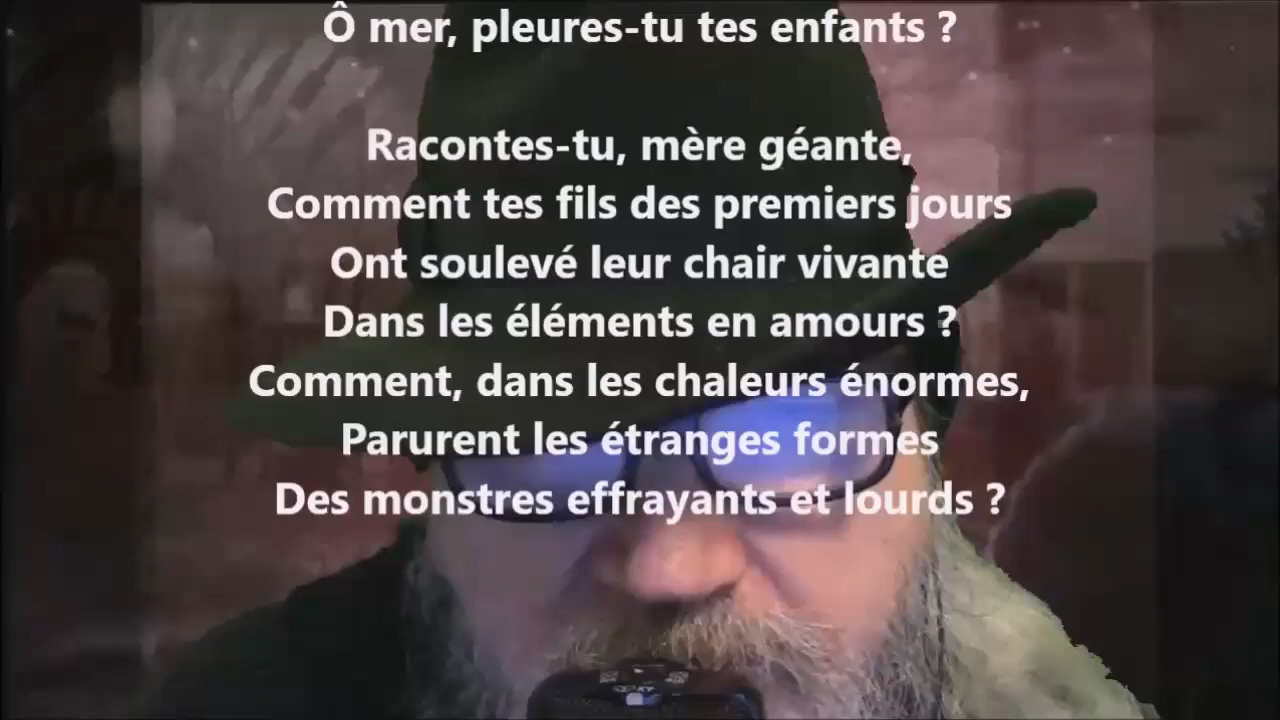 Ô mer, pleures-tu tes enfants ?
Racontes-tu, mère géante,
Comment tes fils des premiers jours
Ont soulevé leur chair vivante
Dans les éléments en amours ?
Comment, dans les chaleurs énormes,
Parurent les étranges formes
Des monstres effrayants et lourds ?